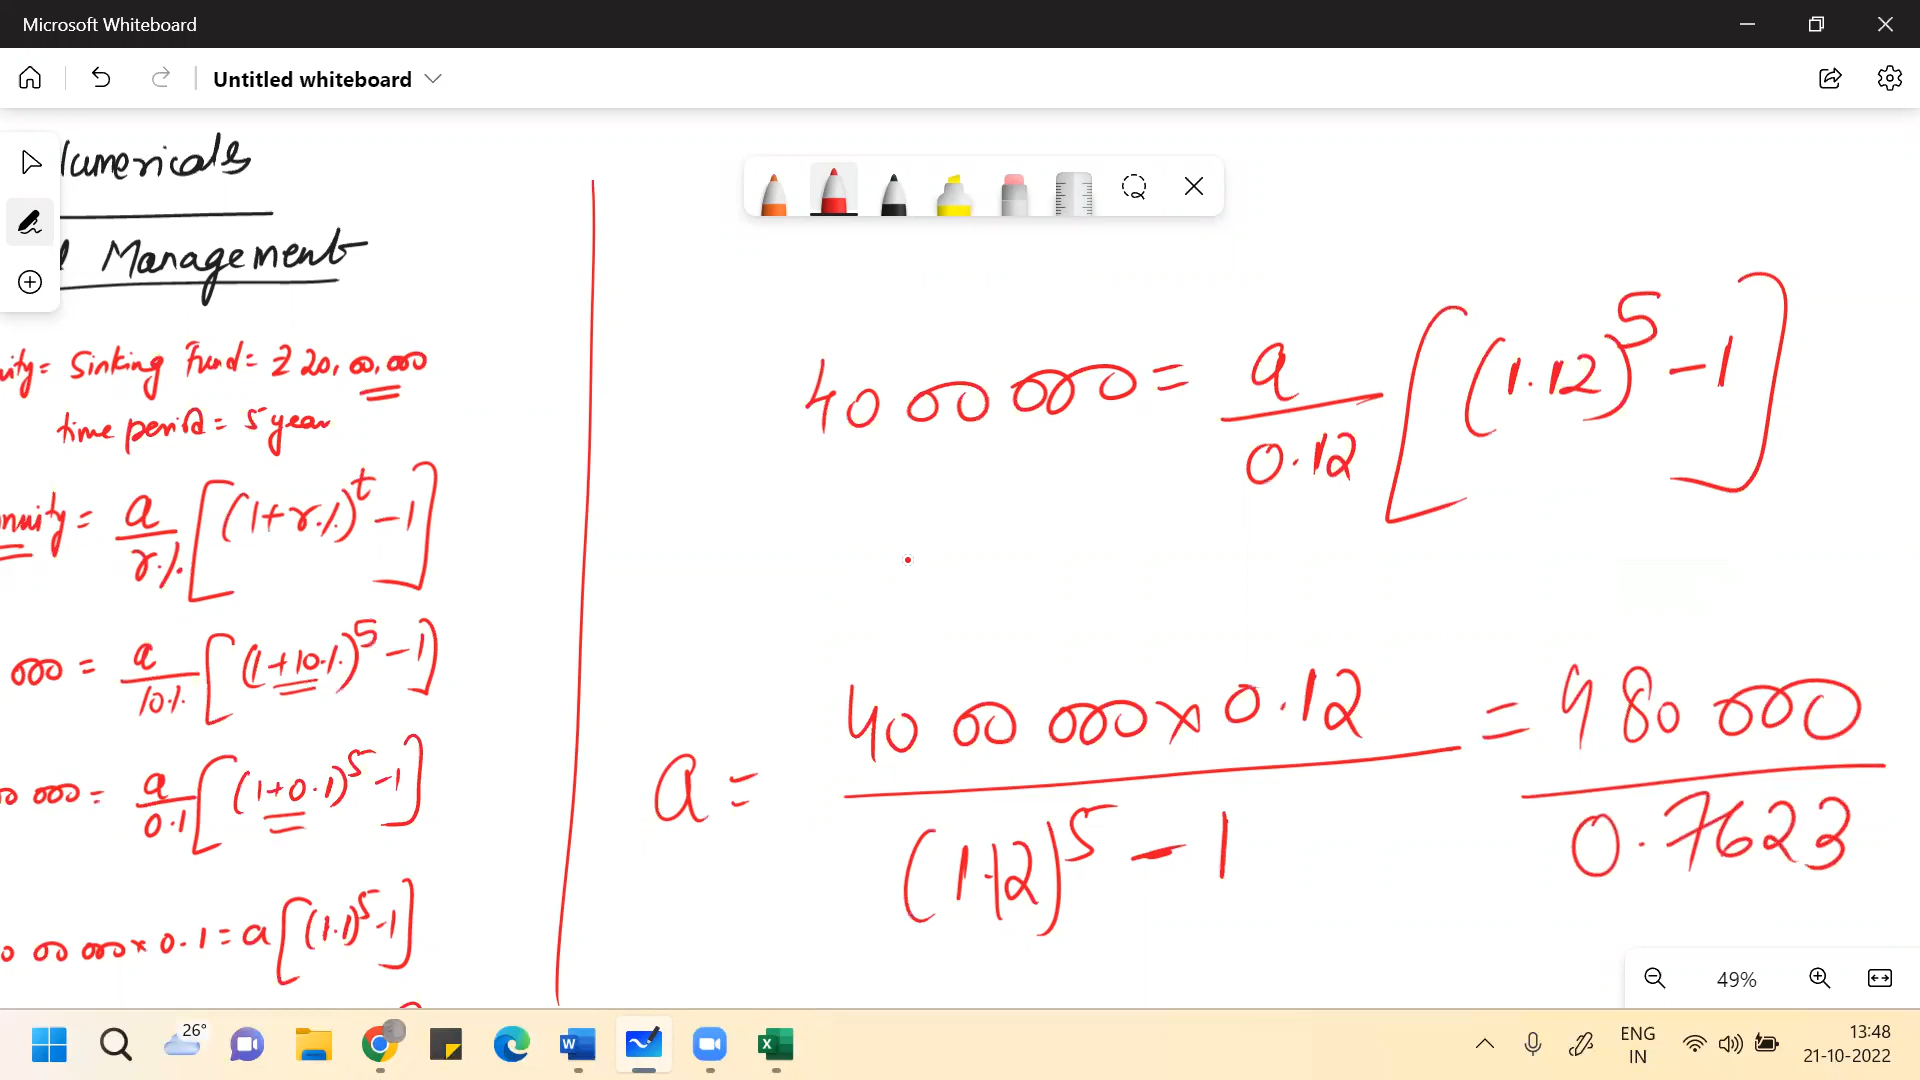 Microsoft Whiteboard
Untitled whiteboard
Numericals
Management
Sinking Fund = ₹ 20,00,000
time period = 5 year
= a/r% [(1+r%)^t -1]
000 = a/10% [(1+10%)^5 -1]
000 = a/0.1 [(1+0.1)^5 -1]
00 000 × 0.1 = a [(1.1)^5 -1]
40 00 000 = a/0.12 [(1.12)^5 -1]
a = 40 00 000 × 0.12 / (1.12)^5 - 1 = 480 000 / 0.7623
49%
26°
ENG
IN
13:48
21-10-2022